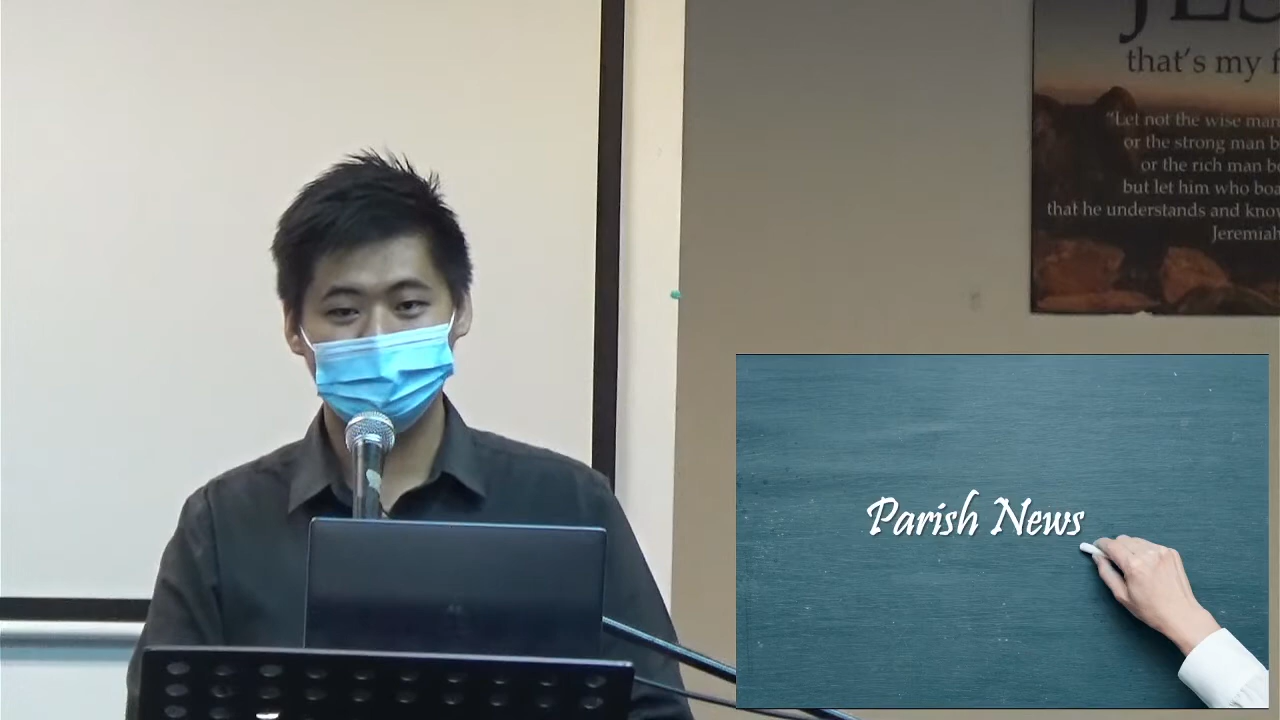 that's my
"Let not the wise man
or the strong man
or the rich man
but let him who
that he understands and
Jeremiah
Parish News